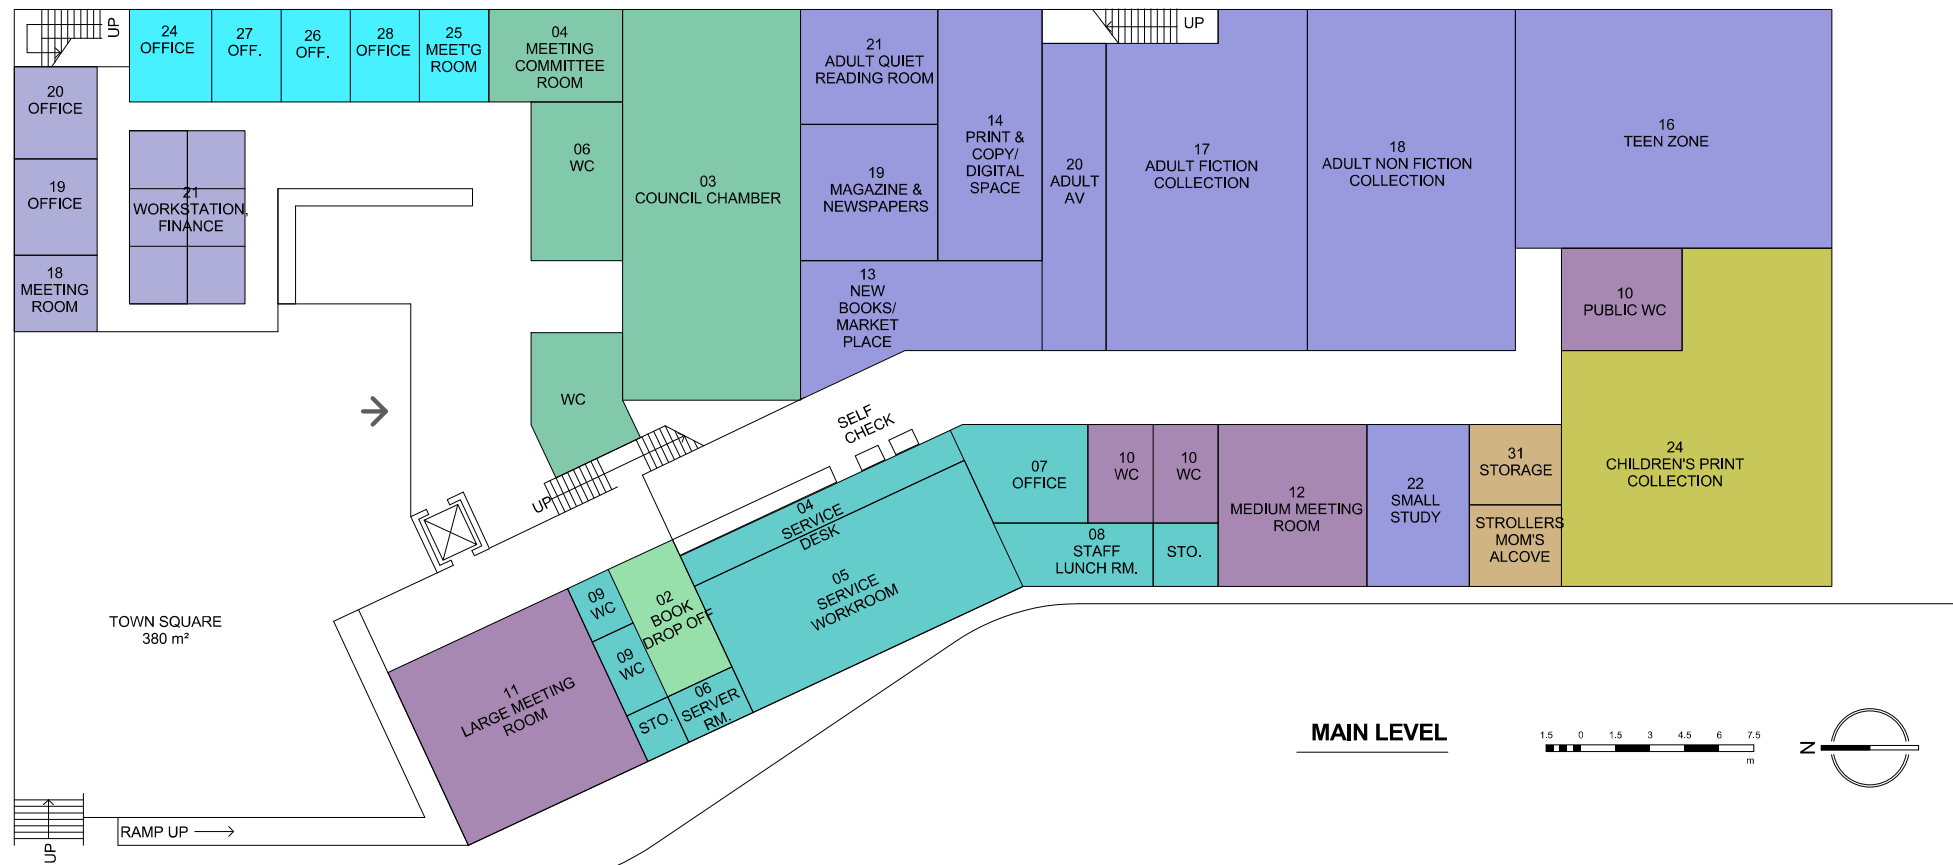 UP
24
OFFICE
27
OFF.
26
OFF.
28
OFFICE
25
MEET'G
ROOM
04
MEETING
COMMITTEE
ROOM
21
ADULT QUIET
READING ROOM
UP
20
OFFICE
19
OFFICE
18
MEETING
ROOM
21
WORKSTATION,
FINANCE
06
WC
03
COUNCIL CHAMBER
19
MAGAZINE &
NEWSPAPERS
14
PRINT &
COPY/
DIGITAL
SPACE
20
ADULT
AV
17
ADULT FICTION
COLLECTION
18
ADULT NON FICTION
COLLECTION
16
TEEN ZONE
13
NEW
BOOKS/
MARKET
PLACE
10
PUBLIC WC
WC
UP
SELF
CHECK
07
OFFICE
10
WC
10
WC
12
MEDIUM MEETING
ROOM
22
SMALL
STUDY
31
STORAGE
STROLLERS
MOM'S
ALCOVE
24
CHILDREN'S PRINT
COLLECTION
04
SERVICE
DESK
08
STAFF
LUNCH RM.
STO.
05
SERVICE
WORKROOM
09
WC
02
BOOK
DROP OFF
09
WC
06
SERVER
RM.
STO.
11
LARGE MEETING
ROOM
TOWN SQUARE
380 m²
RAMP UP
UP
MAIN LEVEL
1.5 0 1.5 3 4.5 6 7.5
m
N